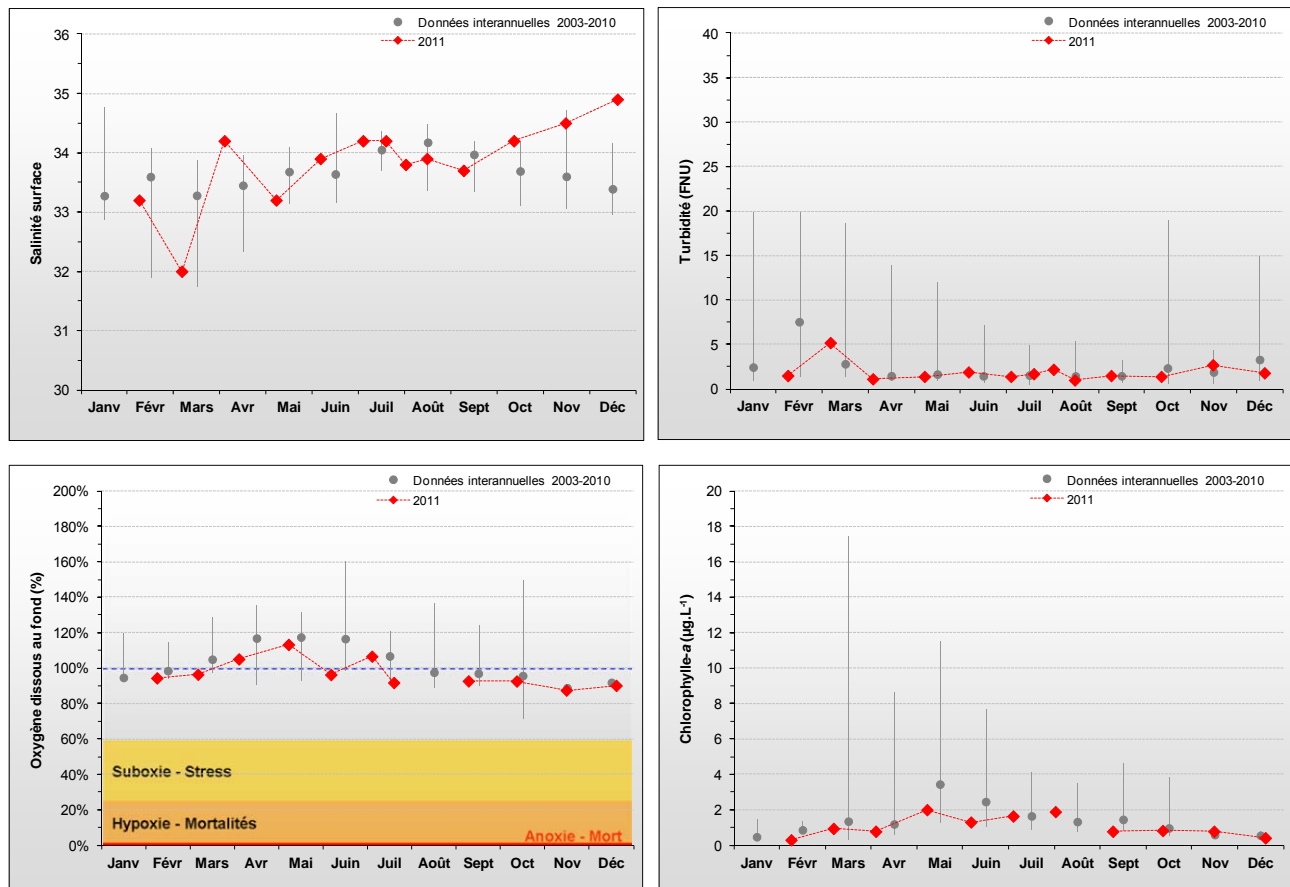 Données interannuelles 2003-2010
2011
Salinité surface
36
35
34
33
32
31
30
Janv Févr Mars Avr Mai Juin Juil Août Sept Oct Nov Déc
Données interannuelles 2003-2010
2011
Turbidité (FNU)
40
35
30
25
20
15
10
5
0
Janv Févr Mars Avr Mai Juin Juil Août Sept Oct Nov Déc
Données interannuelles 2003-2010
2011
Oxygène dissous au fond (%)
200%
180%
160%
140%
120%
100%
80%
60%
40%
20%
0%
Suboxie - Stress
Hypoxie - Mortalités
Anoxie - Mort
Janv Févr Mars Avr Mai Juin Juil Août Sept Oct Nov Déc
Données interannuelles 2003-2010
2011
Chlorophylle-a (µg.L⁻¹)
20
18
16
14
12
10
8
6
4
2
0
Janv Févr Mars Avr Mai Juin Juil Août Sept Oct Nov Déc